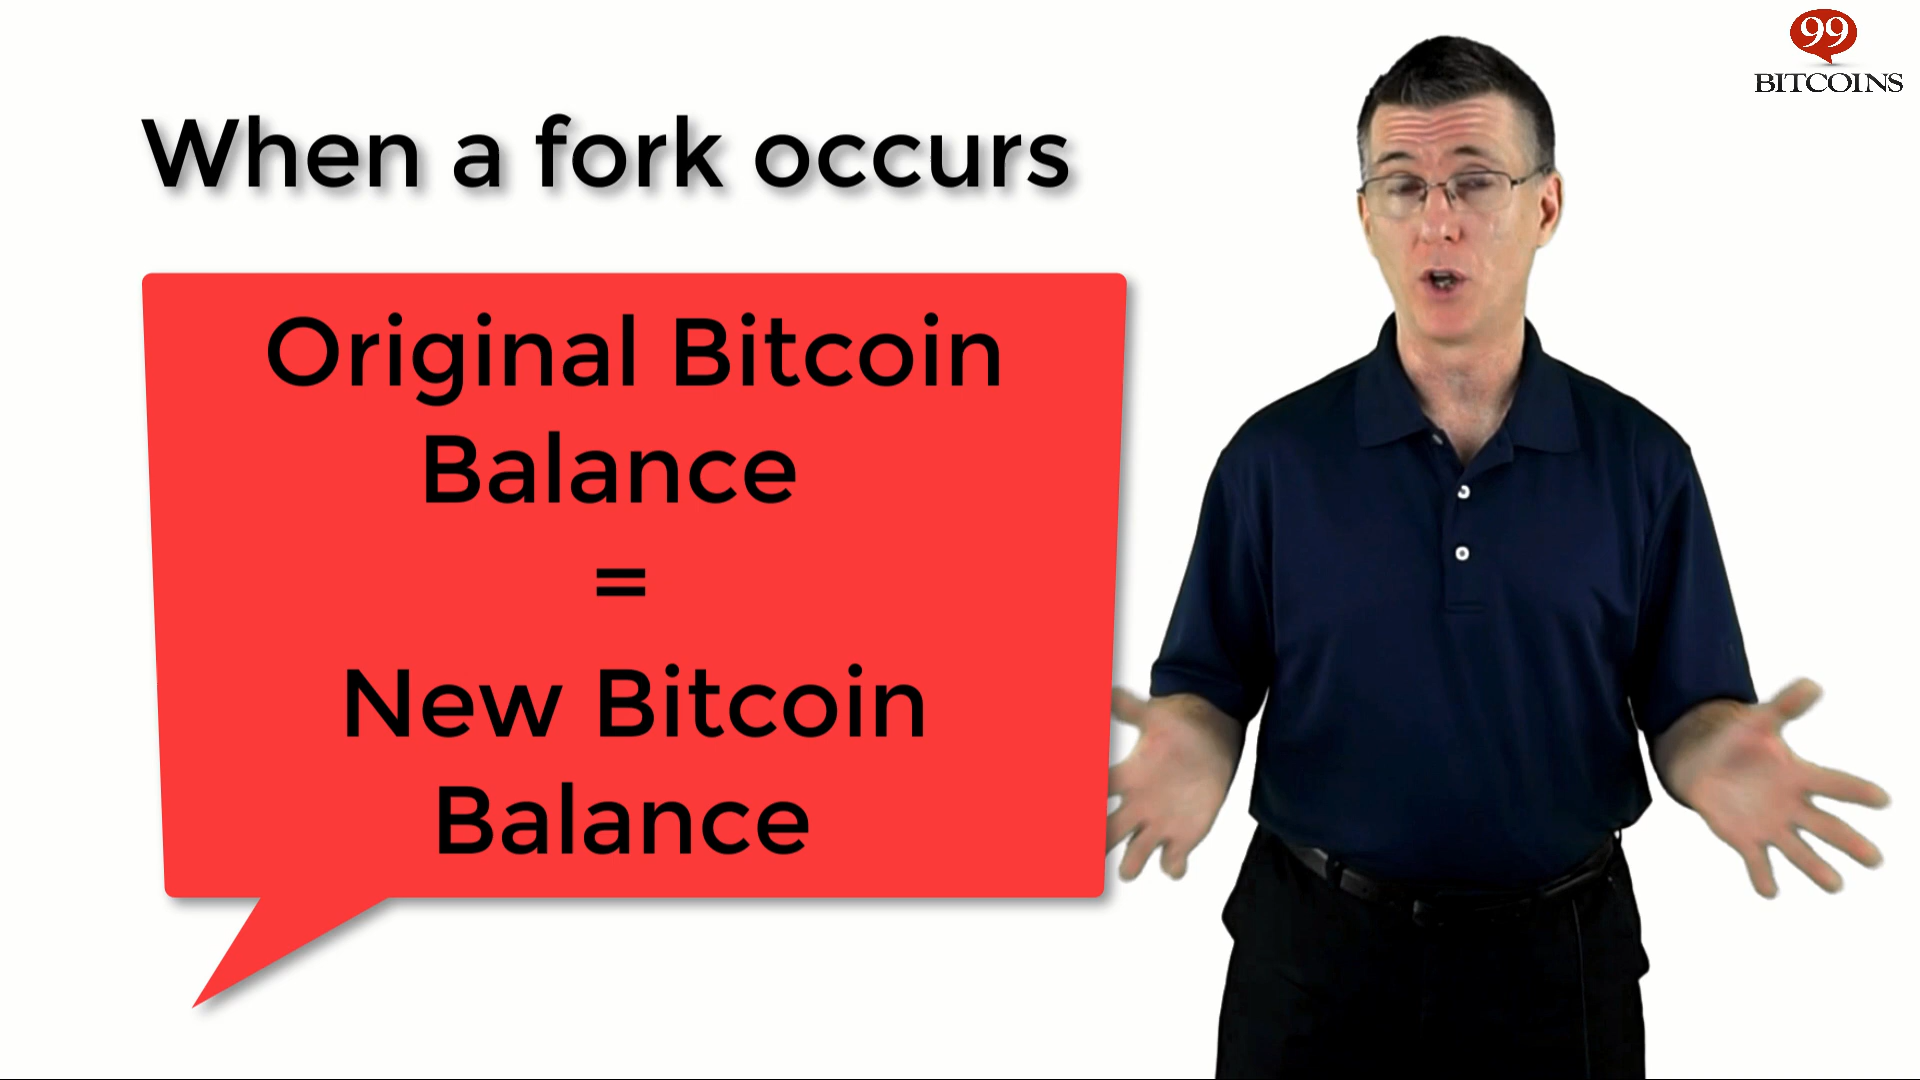 99
BITCOINS
When a fork occurs
Original Bitcoin
Balance
=
New Bitcoin
Balance